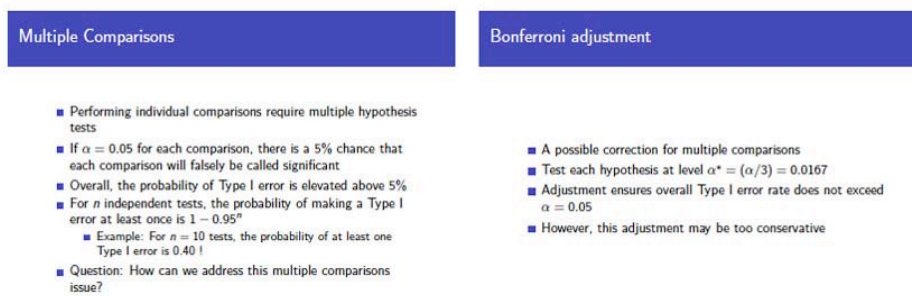 Multiple Comparisons
Performing individual comparisons require multiple hypothesis
tests
If α = 0.05 for each comparison, there is a 5% chance that
each comparison will falsely be called significant
Overall, the probability of Type I error is elevated above 5%
For n independent tests, the probability of making a Type I
error at least once is 1 − 0.95ⁿ
Example: For n = 10 tests, the probability of at least one
Type I error is 0.40 !
Question: How can we address this multiple comparisons
issue?
Bonferroni adjustment
A possible correction for multiple comparisons
Test each hypothesis at level α* = (α/3) = 0.0167
Adjustment ensures overall Type I error rate does not exceed
α = 0.05
However, this adjustment may be too conservative